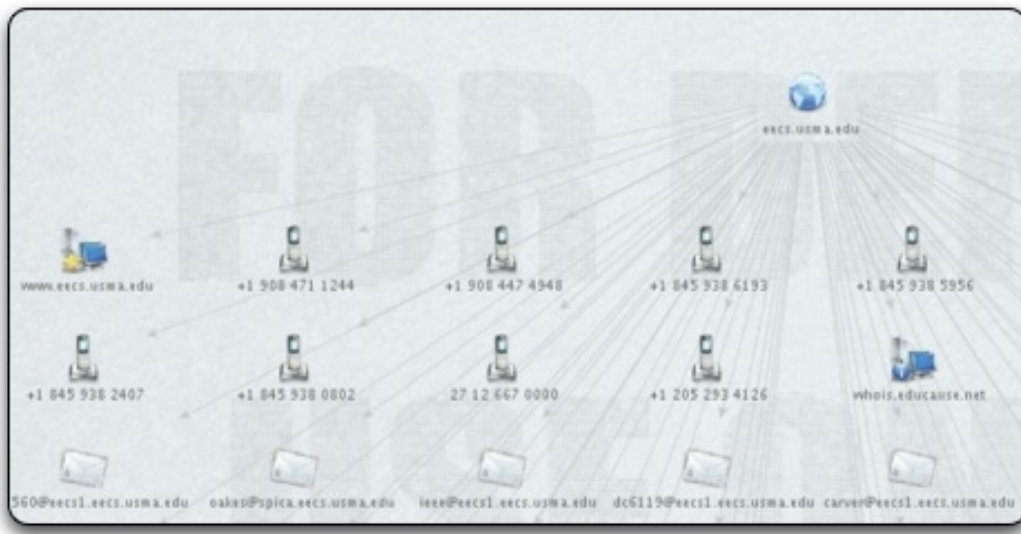 FOR
eecs.usma.edu
www.eecs.usma.edu
+1 908 471 1244
+1 908 447 4948
+1 845 938 6193
+1 845 938 5956
+1 845 938 2407
+1 845 938 0802
27 12 667 0000
+1 205 293 4126
whois.educause.net
560@eecs1.eecs.usma.edu
oakes@spica.eecs.usma.edu
ieee@eecs1.eecs.usma.edu
dc6119@eecs1.eecs.usma.edu
carver@eecs1.eecs.usma.edu